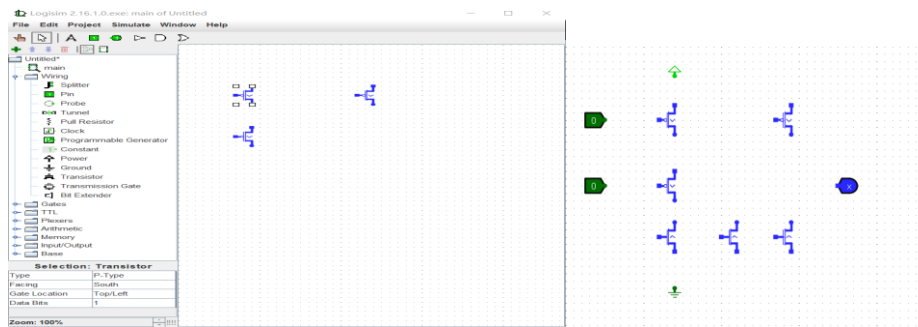 Logisim 2.16.1.0.exe: main of Untitled
File Edit Project Simulate Window Help
A
Untitled*
main
Wiring
Splitter
Pin
Probe
Tunnel
Pull Resistor
Clock
Programmable Generator
Constant
Power
Ground
Transistor
Transmission Gate
Bit Extender
Gates
TTL
Plexers
Arithmetic
Memory
Input/Output
Base
Selection: Transistor
Type P-Type
Facing South
Gate Location Top/Left
Data Bits 1
Zoom: 100%
0
0 x